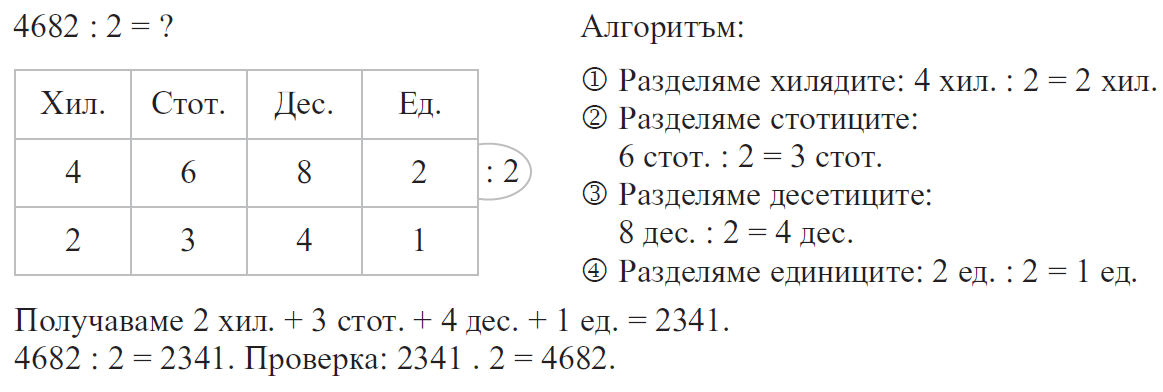 4682 : 2 = ?
Хил. Стот. Дес. Ед.
4 6 8 2 : 2
2 3 4 1
Алгоритъм:
① Разделяме хилядите: 4 хил. : 2 = 2 хил.
② Разделяме стотиците:
6 стот. : 2 = 3 стот.
③ Разделяме десетиците:
8 дес. : 2 = 4 дес.
④ Разделяме единиците: 2 ед. : 2 = 1 ед.
Получаваме 2 хил. + 3 стот. + 4 дес. + 1 ед. = 2341.
4682 : 2 = 2341. Проверка: 2341 . 2 = 4682.